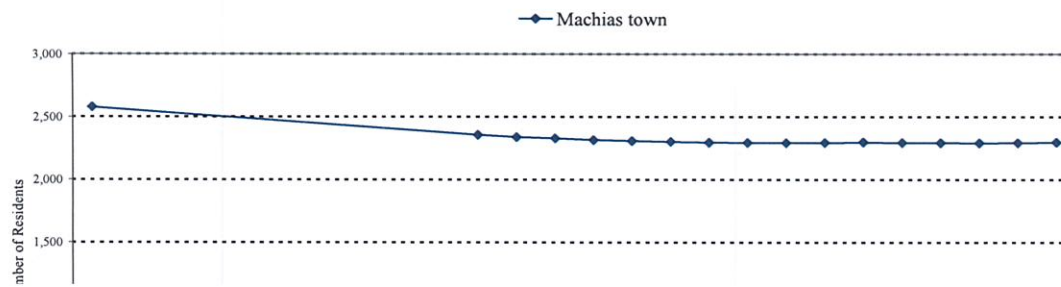 Machias town
3,000
2,500
2,000
1,500
mber of Residents